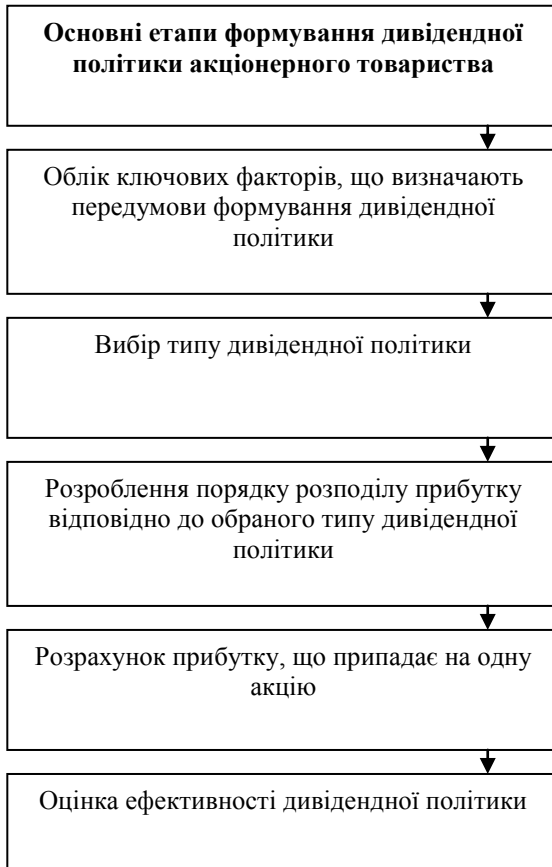 Основні етапи формування дивідендної
політики акціонерного товариства
Облік ключових факторів, що визначають
передумови формування дивідендної
політики
Вибір типу дивідендної політики
Розроблення порядку розподілу прибутку
відповідно до обраного типу дивідендної
політики
Розрахунок прибутку, що припадає на одну
акцію
Оцінка ефективності дивідендної політики